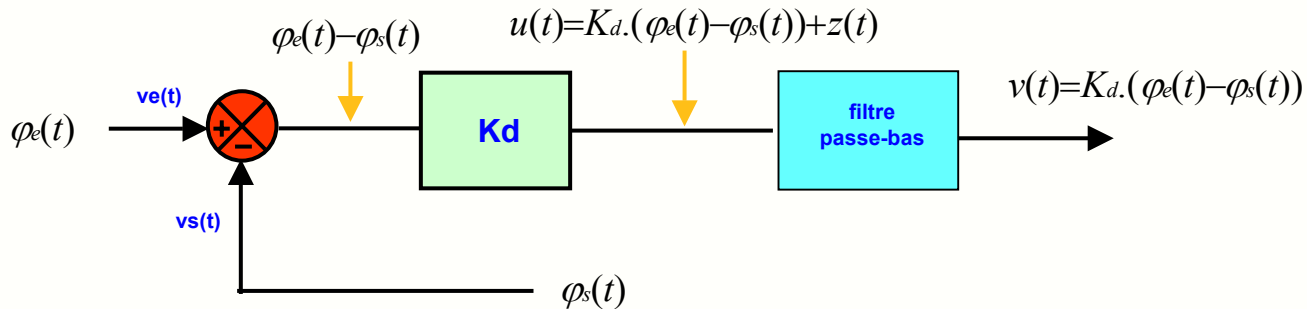 φe(t)−φs(t)
u(t)=Kd.(φe(t)−φs(t))+z(t)
v(t)=Kd.(φe(t)−φs(t))
ve(t)
φe(t)
+
−
Kd
filtre
passe-bas
vs(t)
φs(t)